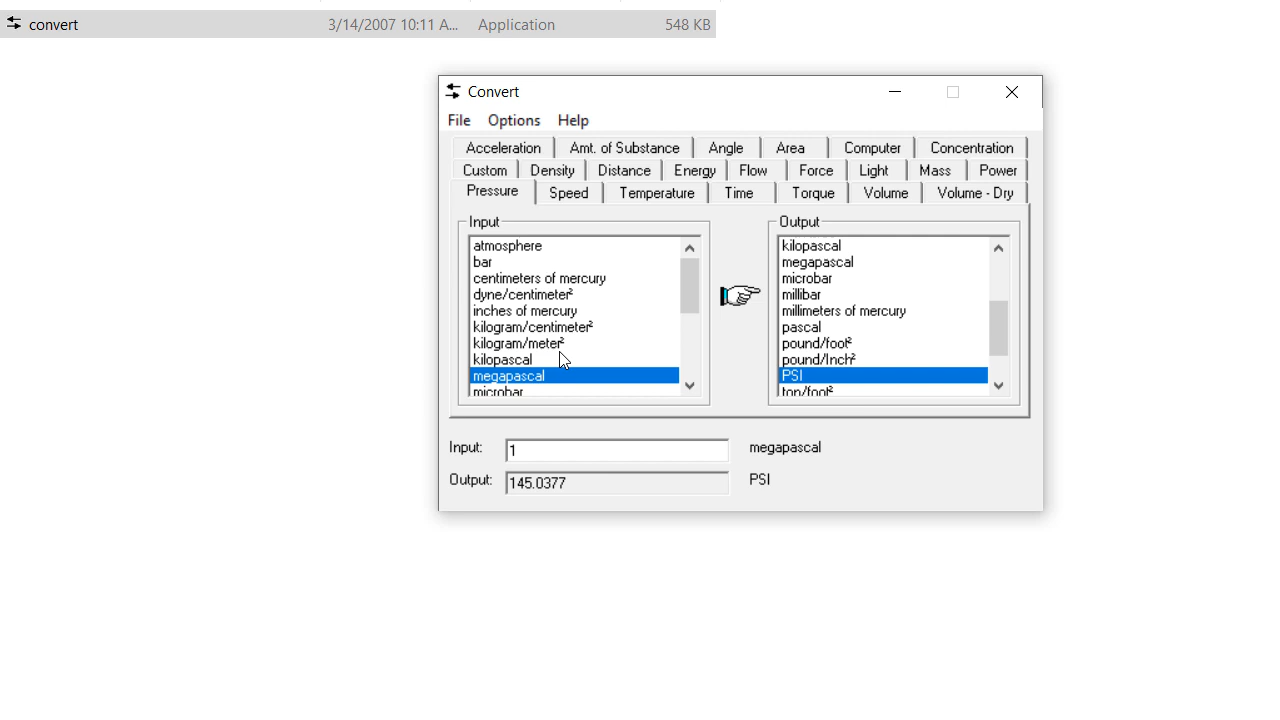 convert 3/14/2007 10:11 A... Application 548 KB
Convert
File Options Help
Acceleration Amt. of Substance Angle Area Computer Concentration
Custom Density Distance Energy Flow Force Light Mass Power
Pressure Speed Temperature Time Torque Volume Volume - Dry
Input
atmosphere
bar
centimeters of mercury
dyne/centimeter²
inches of mercury
kilogram/centimeter²
kilogram/meter²
kilopascal
megapascal
microbar
Output
kilopascal
megapascal
microbar
millibar
millimeters of mercury
pascal
pound/foot²
pound/Inch²
PSI
ton/foot²
Input: 1 megapascal
Output: 145.0377 PSI